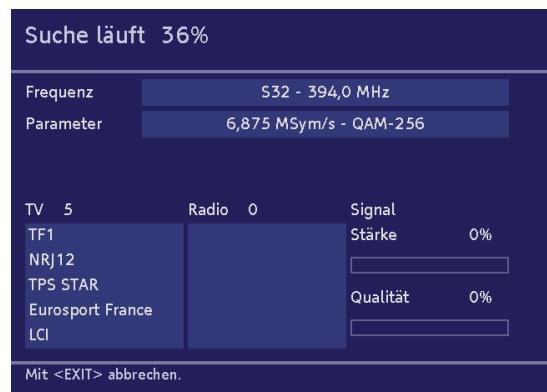 Suche läuft 36%
Frequenz S32 - 394,0 MHz
Parameter 6,875 MSym/s - QAM-256
TV 5 Radio 0 Signal
TF1
NRJ12
TPS STAR
Eurosport France
LCI
Stärke 0%
Qualität 0%
Mit <EXIT> abbrechen.